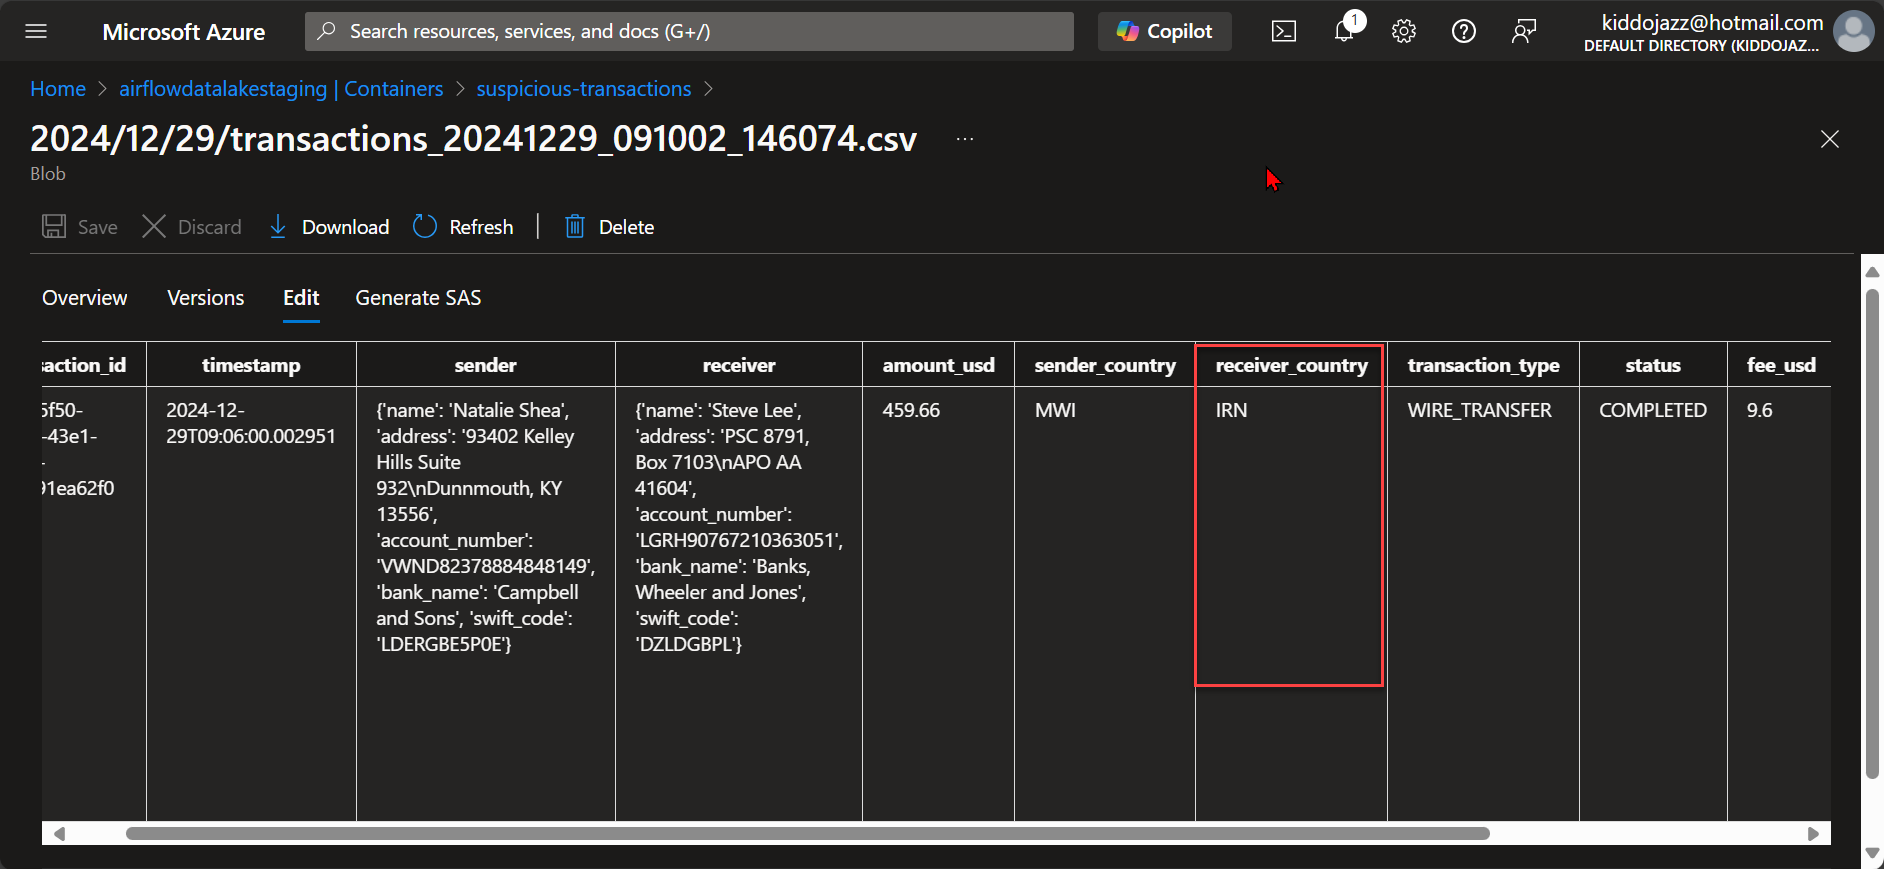 Microsoft Azure
Search resources, services, and docs (G+/)
Copilot
1
kiddojazz@hotmail.com
DEFAULT DIRECTORY (KIDDOJAZ...
Home > airflowdatalakestaging | Containers > suspicious-transactions >
2024/12/29/transactions_20241229_091002_146074.csv ...
Blob
Save Discard Download Refresh | Delete
Overview Versions Edit Generate SAS
saction_id timestamp sender receiver amount_usd sender_country receiver_country transaction_type status fee_usd
5f50-
-43e1-
-
91ea62f0
2024-12-
29T09:06:00.002951
{'name': 'Natalie Shea',
'address': '93402 Kelley
Hills Suite
932\nDunnmouth, KY
13556',
'account_number':
'VWND82378884848149',
'bank_name': 'Campbell
and Sons', 'swift_code':
'LDERGBE5P0E'}
{'name': 'Steve Lee',
'address': 'PSC 8791,
Box 7103\nAPO AA
41604',
'account_number':
'LGRH90767210363051',
'bank_name': 'Banks,
Wheeler and Jones',
'swift_code':
'DZLDGBPL'}
459.66
MWI
IRN
WIRE_TRANSFER
COMPLETED
9.6